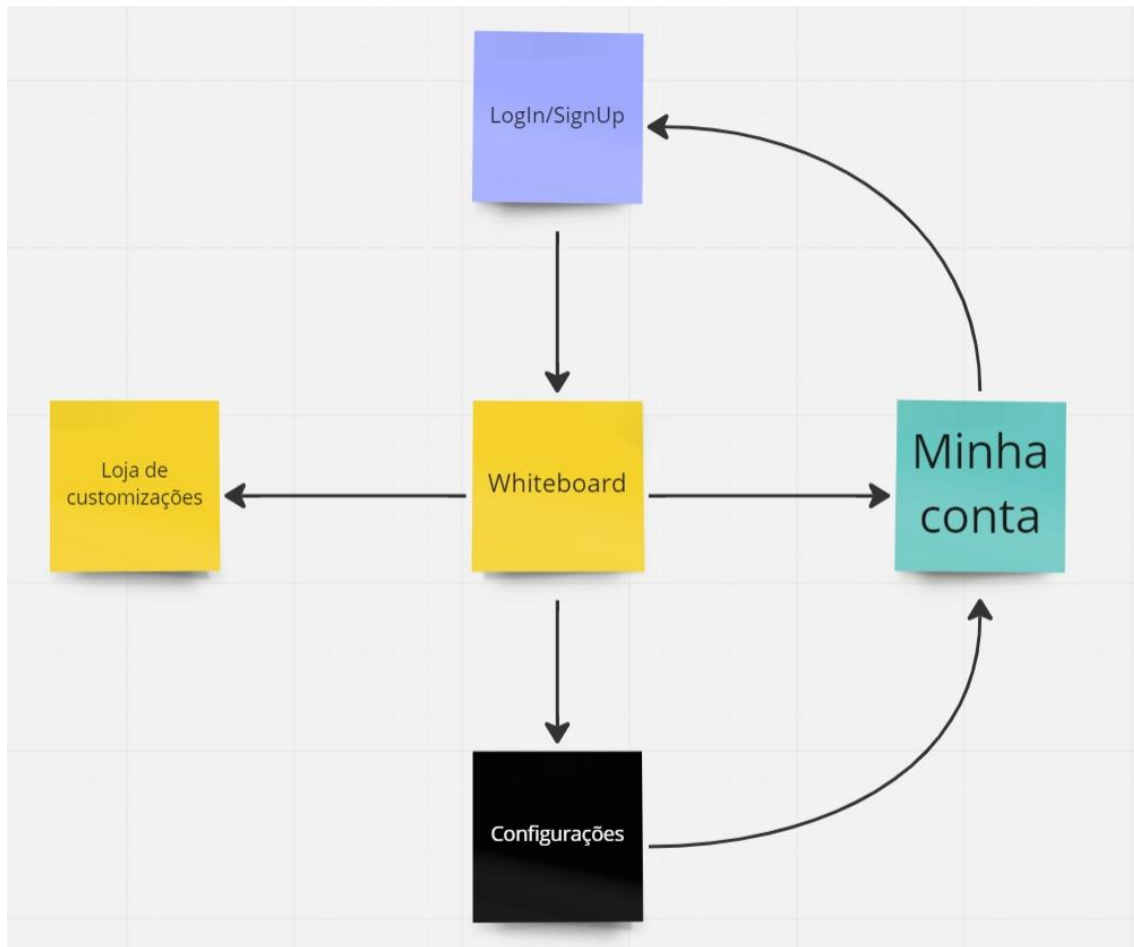 LogIn/SignUp
Loja de
customizações
Whiteboard
Minha
conta
Configurações